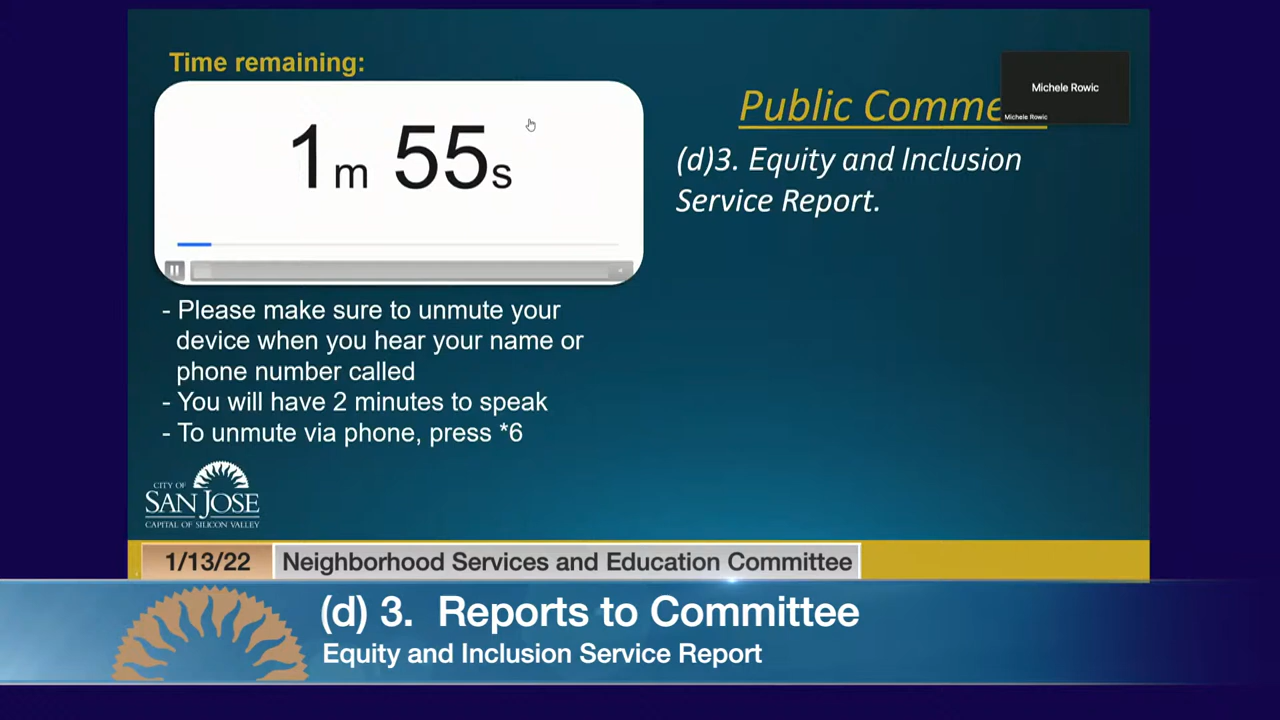 Time remaining:
1m 55s
Public Comme
Michele Rowic
Michele Rowic
(d)3. Equity and Inclusion
Service Report.
- Please make sure to unmute your
device when you hear your name or
phone number called
- You will have 2 minutes to speak
- To unmute via phone, press *6
CITY OF
SAN JOSE
CAPITAL OF SILICON VALLEY
1/13/22
Neighborhood Services and Education Committee
(d) 3. Reports to Committee
Equity and Inclusion Service Report